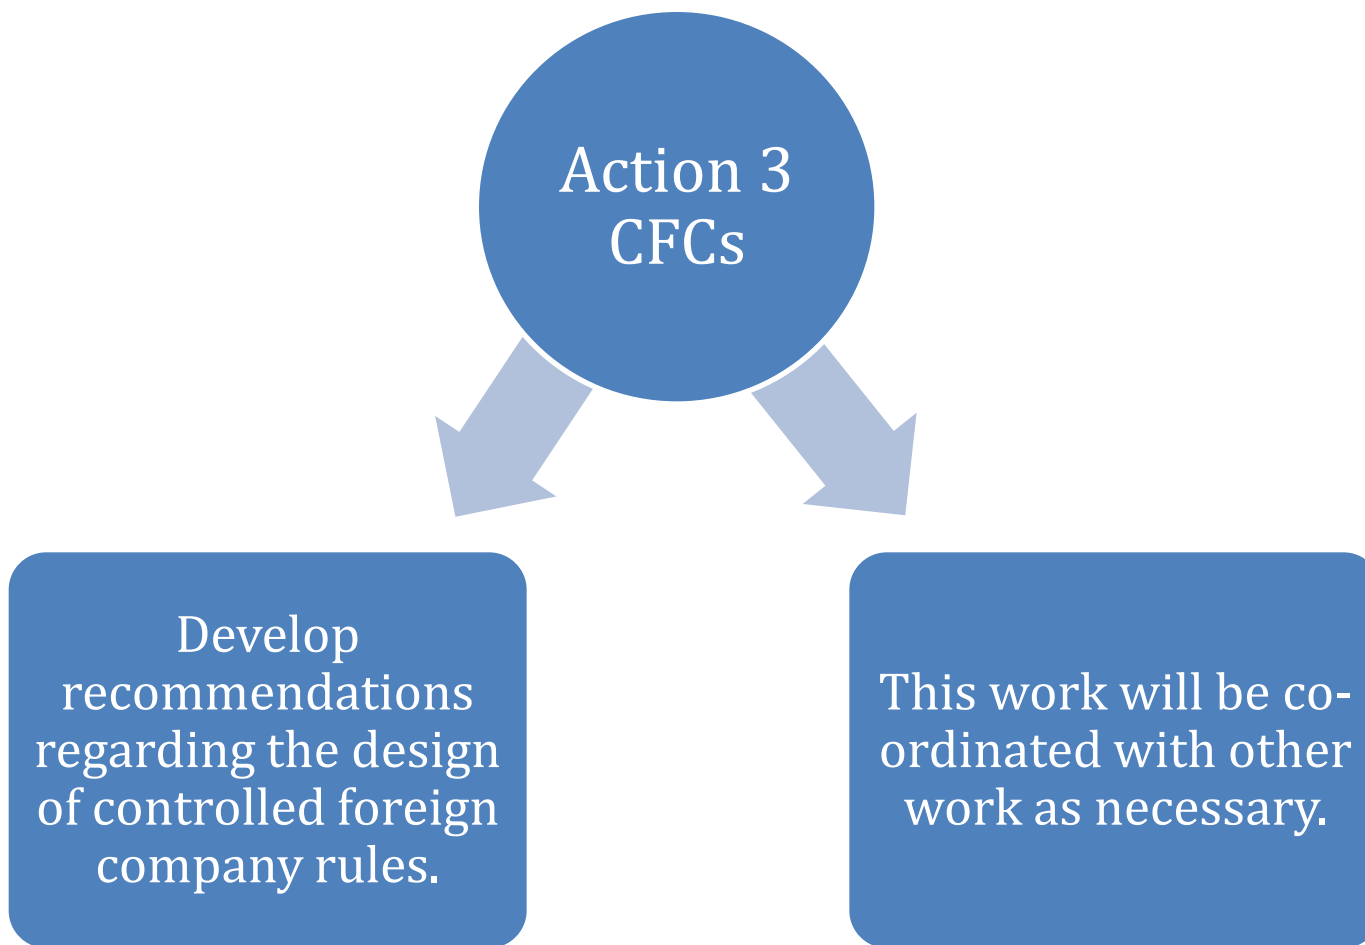 Action 3
CFCs
Develop
recommendations
regarding the design
of controlled foreign
company rules.
This work will be co-
ordinated with other
work as necessary.